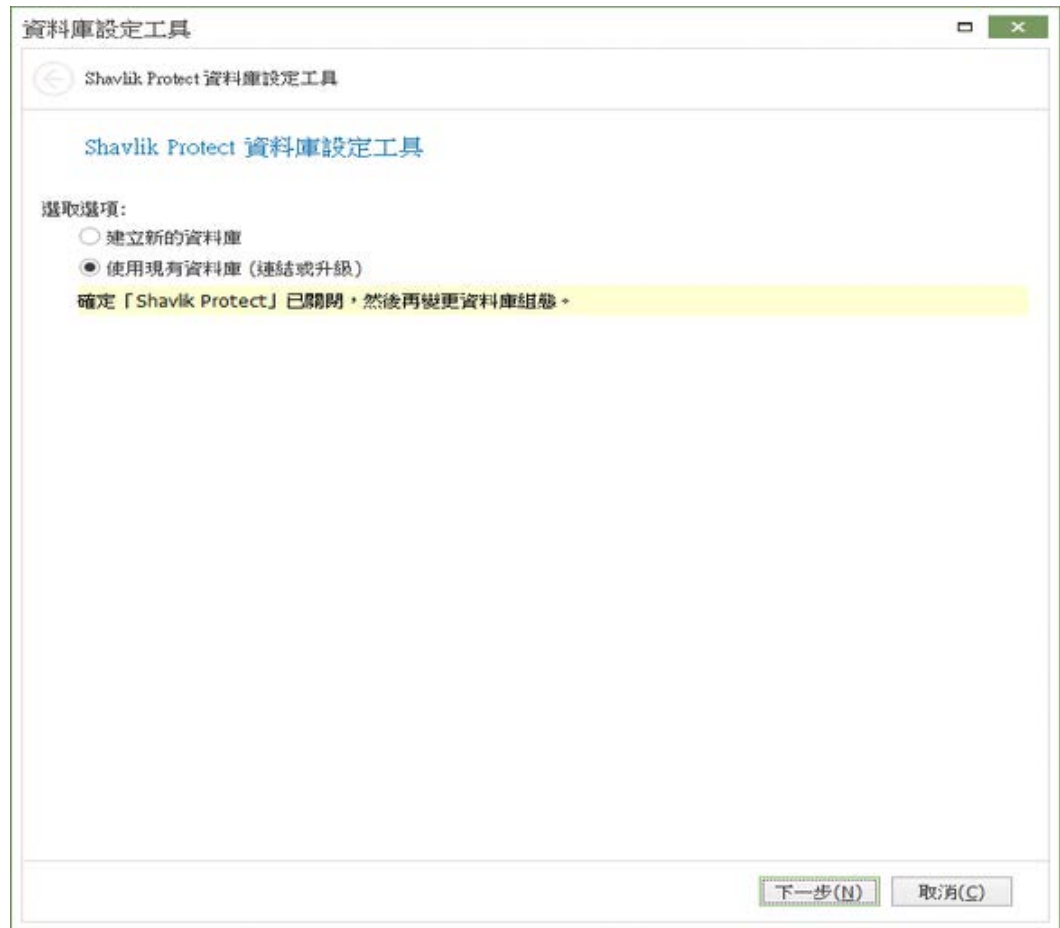 資料庫設定工具
Shavlik Protect 資料庫設定工具
Shavlik Protect 資料庫設定工具
選取選項:
建立新的資料庫
使用現有資料庫 (連結或升級)
確定「Shavlik Protect」已關閉，然後再變更資料庫組態。
下一步(N) 取消(C)